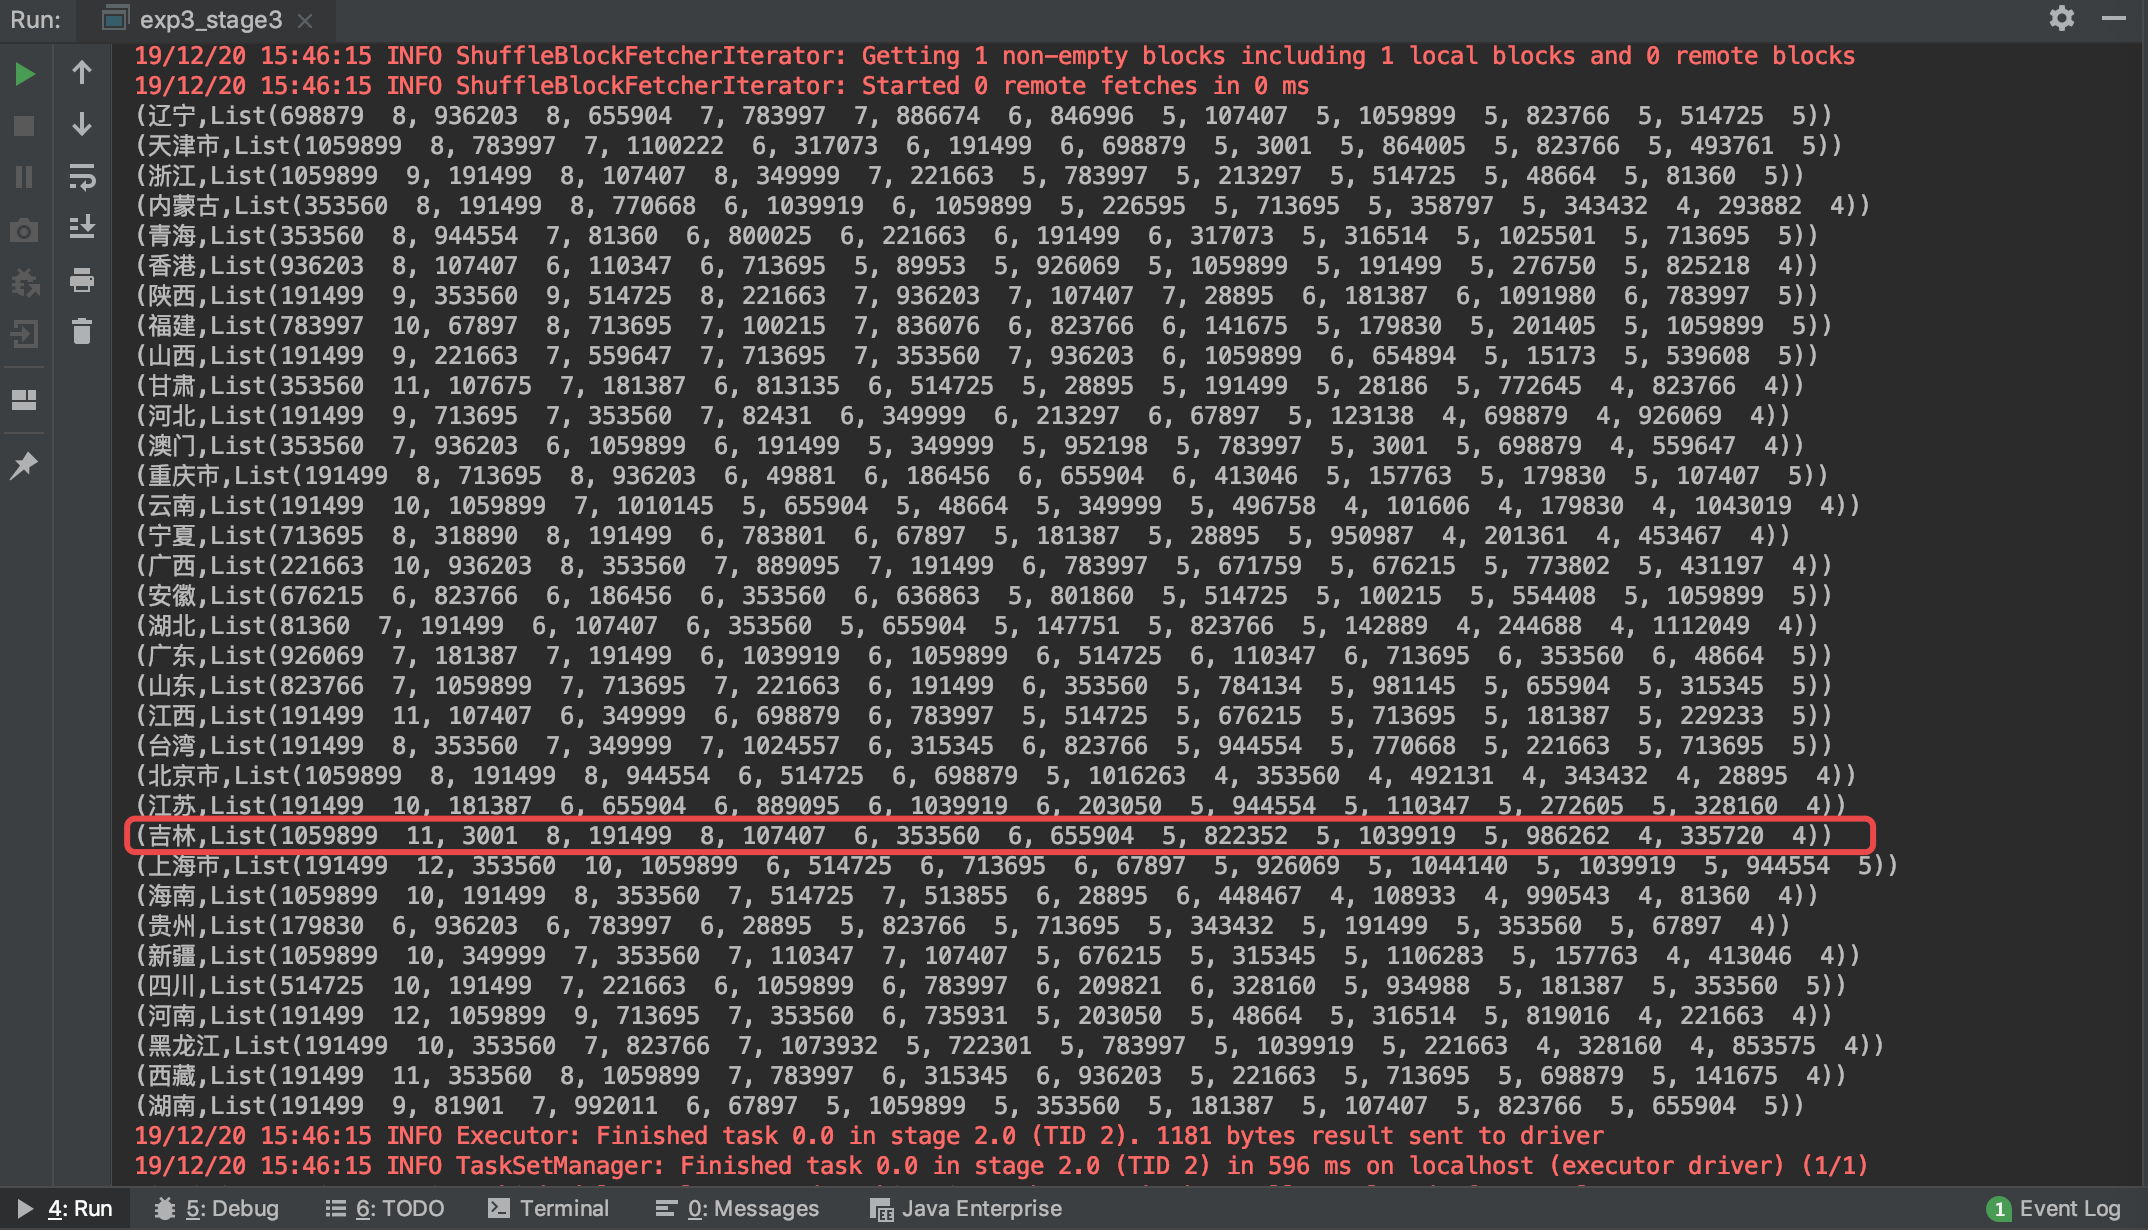 Run: exp3_stage3
19/12/20 15:46:15 INFO ShuffleBlockFetcherIterator: Getting 1 non-empty blocks including 1 local blocks and 0 remote blocks
19/12/20 15:46:15 INFO ShuffleBlockFetcherIterator: Started 0 remote fetches in 0 ms
(辽宁,List(698879  8, 936203  8, 655904  7, 783997  7, 886674  6, 846996  5, 107407  5, 1059899  5, 823766  5, 514725  5))
(天津市,List(1059899  8, 783997  7, 1100222  6, 317073  6, 191499  6, 698879  5, 3001  5, 864005  5, 823766  5, 493761  5))
(浙江,List(1059899  9, 191499  8, 107407  8, 349999  7, 221663  5, 783997  5, 213297  5, 514725  5, 48664  5, 81360  5))
(内蒙古,List(353560  8, 191499  8, 770668  6, 1039919  6, 1059899  5, 226595  5, 713695  5, 358797  5, 343432  4, 293882  4))
(青海,List(353560  8, 944554  7, 81360  6, 800025  6, 221663  6, 191499  6, 317073  5, 316514  5, 1025501  5, 713695  5))
(香港,List(936203  8, 107407  6, 110347  6, 713695  5, 89953  5, 926069  5, 1059899  5, 191499  5, 276750  5, 825218  4))
(陕西,List(191499  9, 353560  9, 514725  8, 221663  7, 936203  7, 107407  7, 28895  6, 181387  6, 1091980  6, 783997  5))
(福建,List(783997  10, 67897  8, 713695  7, 100215  7, 836076  6, 823766  6, 141675  5, 179830  5, 201405  5, 1059899  5))
(山西,List(191499  9, 221663  7, 559647  7, 713695  7, 353560  7, 936203  6, 1059899  6, 654894  5, 15173  5, 539608  5))
(甘肃,List(353560  11, 107675  7, 181387  6, 813135  6, 514725  5, 28895  5, 191499  5, 28186  5, 772645  4, 823766  4))
(河北,List(191499  9, 713695  7, 353560  7, 82431  6, 349999  6, 213297  6, 67897  5, 123138  4, 698879  4, 926069  4))
(澳门,List(353560  7, 936203  6, 1059899  6, 191499  5, 349999  5, 952198  5, 783997  5, 3001  5, 698879  4, 559647  4))
(重庆市,List(191499  8, 713695  8, 936203  6, 49881  6, 186456  6, 655904  6, 413046  5, 157763  5, 179830  5, 107407  5))
(云南,List(191499  10, 1059899  7, 1010145  5, 655904  5, 48664  5, 349999  5, 496758  4, 101606  4, 179830  4, 1043019  4))
(宁夏,List(713695  8, 318890  8, 191499  6, 783801  6, 67897  5, 181387  5, 28895  5, 950987  4, 201361  4, 453467  4))
(广西,List(221663  10, 936203  8, 353560  7, 889095  7, 191499  6, 783997  5, 671759  5, 676215  5, 773802  5, 431197  4))
(安徽,List(676215  6, 823766  6, 186456  6, 353560  6, 636863  5, 801860  5, 514725  5, 100215  5, 554408  5, 1059899  5))
(湖北,List(81360  7, 191499  6, 107407  6, 353560  5, 655904  5, 147751  5, 823766  5, 142889  4, 244688  4, 1112049  4))
(广东,List(926069  7, 181387  7, 191499  6, 1039919  6, 1059899  6, 514725  6, 110347  6, 713695  6, 353560  6, 48664  5))
(山东,List(823766  7, 1059899  7, 713695  7, 221663  6, 191499  6, 353560  5, 784134  5, 981145  5, 655904  5, 315345  5))
(江西,List(191499  11, 107407  6, 349999  6, 698879  6, 783997  5, 514725  5, 676215  5, 713695  5, 181387  5, 229233  5))
(台湾,List(191499  8, 353560  7, 349999  7, 1024557  6, 315345  6, 823766  5, 944554  5, 770668  5, 221663  5, 713695  5))
(北京市,List(1059899  8, 191499  8, 944554  6, 514725  6, 698879  5, 1016263  4, 353560  4, 492131  4, 343432  4, 28895  4))
(江苏,List(191499  10, 181387  6, 655904  6, 889095  6, 1039919  6, 203050  5, 944554  5, 110347  5, 272605  5, 328160  4))
(吉林,List(1059899  11, 3001  8, 191499  8, 107407  6, 353560  6, 655904  5, 822352  5, 1039919  5, 986262  4, 335720  4))
(上海市,List(191499  12, 353560  10, 1059899  6, 514725  6, 713695  6, 67897  5, 926069  5, 1044140  5, 1039919  5, 944554  5))
(海南,List(1059899  10, 191499  8, 353560  7, 514725  7, 513855  6, 28895  6, 448467  4, 108933  4, 990543  4, 81360  4))
(贵州,List(179830  6, 936203  6, 783997  6, 28895  5, 823766  5, 713695  5, 343432  5, 191499  5, 353560  5, 67897  4))
(新疆,List(1059899  10, 349999  7, 353560  7, 110347  7, 107407  5, 676215  5, 315345  5, 1106283  5, 157763  4, 413046  4))
(四川,List(514725  10, 191499  7, 221663  6, 1059899  6, 783997  6, 209821  6, 328160  5, 934988  5, 181387  5, 353560  5))
(河南,List(191499  12, 1059899  9, 713695  7, 353560  6, 735931  5, 203050  5, 48664  5, 316514  5, 819016  4, 221663  4))
(黑龙江,List(191499  10, 353560  7, 823766  7, 1073932  5, 722301  5, 783997  5, 1039919  5, 221663  4, 328160  4, 853575  4))
(西藏,List(191499  11, 353560  8, 1059899  7, 783997  6, 315345  6, 936203  5, 221663  5, 713695  5, 698879  5, 141675  4))
(湖南,List(191499  9, 81901  7, 992011  6, 67897  5, 1059899  5, 353560  5, 181387  5, 107407  5, 823766  5, 655904  5))
19/12/20 15:46:15 INFO Executor: Finished task 0.0 in stage 2.0 (TID 2). 1181 bytes result sent to driver
19/12/20 15:46:15 INFO TaskSetManager: Finished task 0.0 in stage 2.0 (TID 2) in 596 ms on localhost (executor driver) (1/1)
4: Run 5: Debug 6: TODO Terminal 0: Messages Java Enterprise 1 Event Log